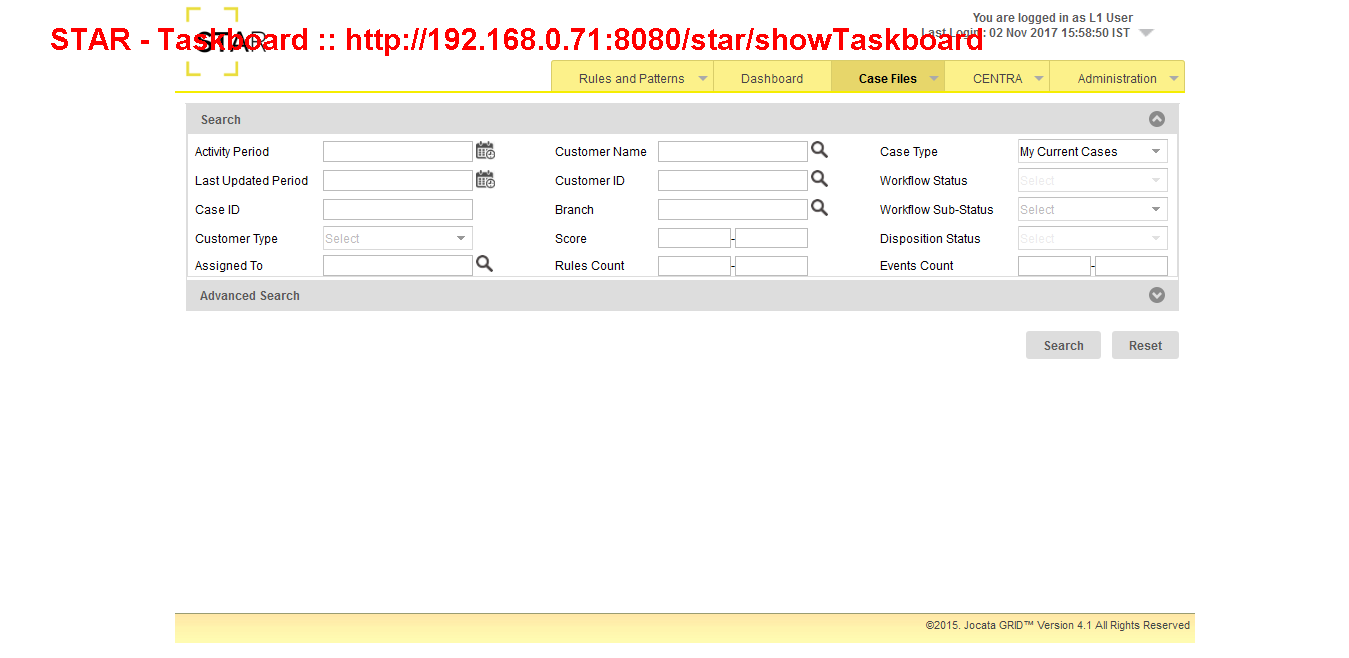 You are logged in as L1 User
STAR
STAR - Taskboard :: http://192.168.0.71:8080/star/showTaskboard
Last Login : 02 Nov 2017 15:58:50 IST
Rules and Patterns Dashboard Case Files CENTRA Administration
Search
Activity Period Customer Name Case Type My Current Cases
Last Updated Period Customer ID Workflow Status Select
Case ID Branch Workflow Sub-Status Select
Customer Type Select Score - Disposition Status Select
Assigned To Rules Count - Events Count -
Advanced Search
Search Reset
©2015. Jocata GRID™ Version 4.1 All Rights Reserved